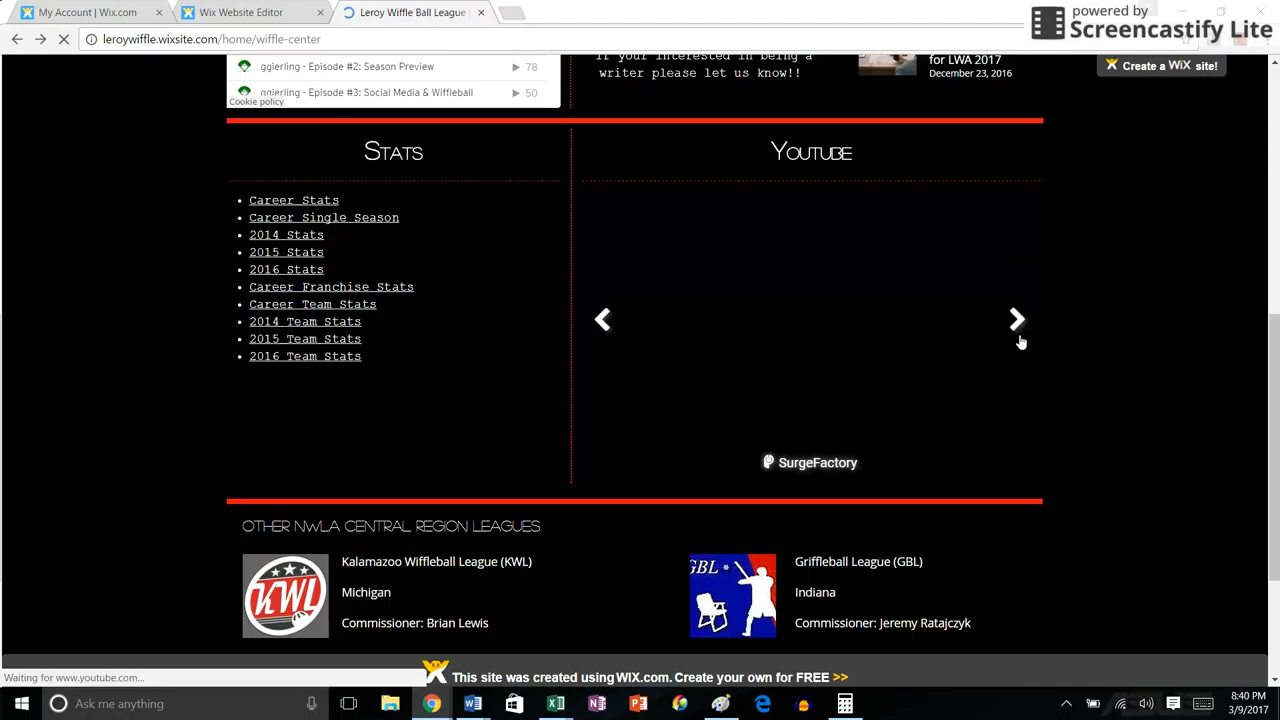 My Account | Wix.com
Wix Website Editor
Leroy Wiffle Ball League
powered by
Screencastify Lite
leroywiffle.wixsite.com/home/wiffle-center
ggierling - Episode #2: Season Preview 78
ggierling - Episode #3: Social Media & Wiffleball 50
Cookie policy
If your interested in being a
writer please let us know!!
for LWA 2017
December 23, 2016
Create a WiX site!
Stats
Youtube
Career Stats
Career Single Season
2014 Stats
2015 Stats
2016 Stats
Career Franchise Stats
Career Team Stats
2014 Team Stats
2015 Team Stats
2016 Team Stats
SurgeFactory
OTHER NWLA CENTRAL REGION LEAGUES
KWL
Kalamazoo Wiffleball League (KWL)
Michigan
Commissioner: Brian Lewis
GBL
Griffleball League (GBL)
Indiana
Commissioner: Jeremy Ratajczyk
Waiting for www.youtube.com...
This site was created using WIX.com. Create your own for FREE >>
Ask me anything
8:40 PM
3/9/2017